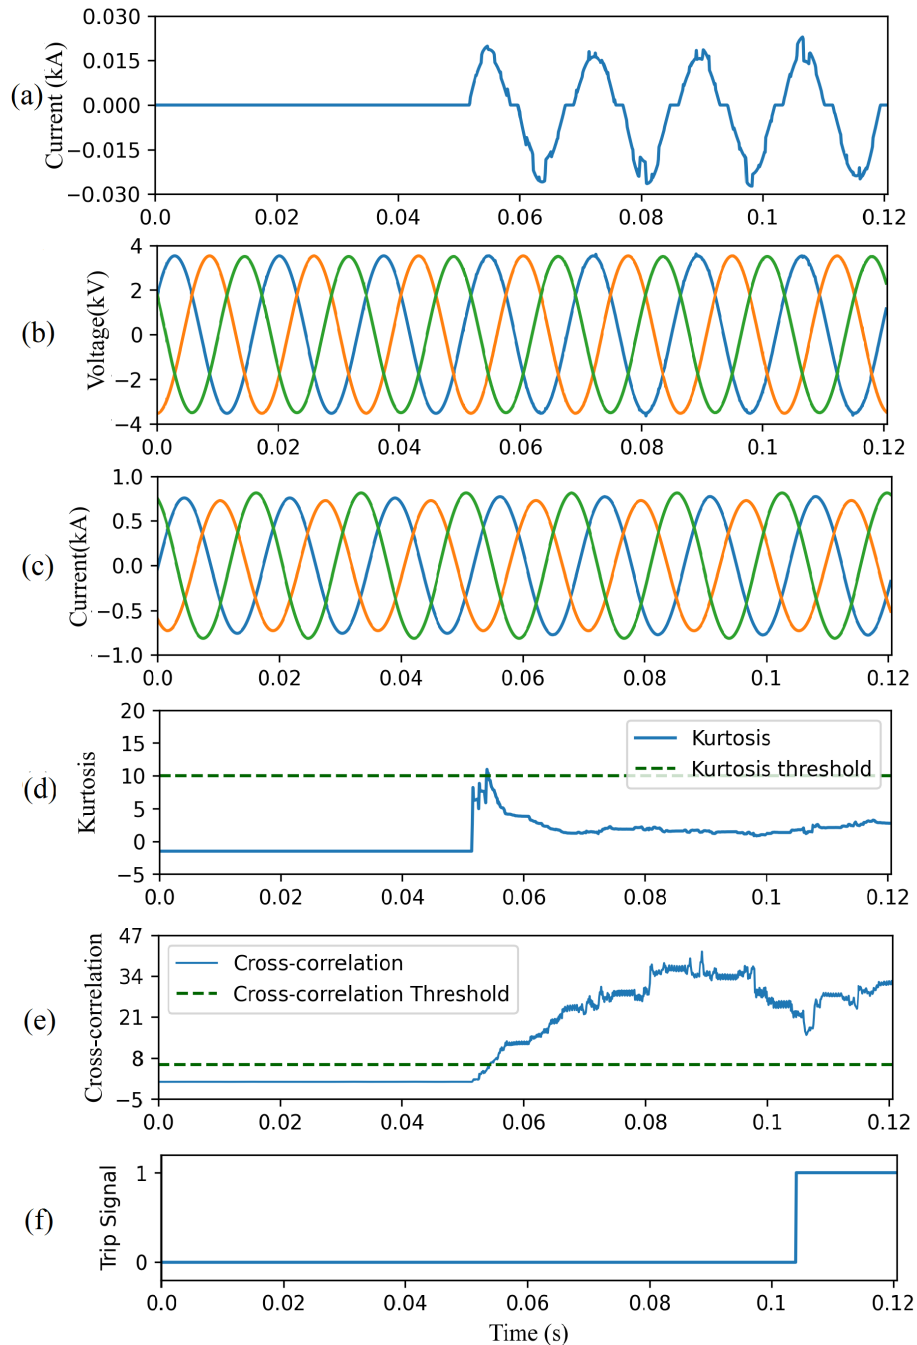 (a)
Current (kA)
0.030
0.015
0.000
−0.015
−0.030
0.0 0.02 0.04 0.06 0.08 0.1 0.12
(b)
Voltage(kV)
4
2
0
−2
−4
0.0 0.02 0.04 0.06 0.08 0.1 0.12
(c)
Current(kA)
1.0
0.5
0.0
−0.5
−1.0
0.0 0.02 0.04 0.06 0.08 0.1 0.12
(d)
Kurtosis
20
15
10
5
0
−5
Kurtosis
Kurtosis threshold
0.0 0.02 0.04 0.06 0.08 0.1 0.12
(e)
Cross-correlation
47
34
21
8
−5
Cross-correlation
Cross-correlation Threshold
0.0 0.02 0.04 0.06 0.08 0.1 0.12
(f)
Trip Signal
1
0
0.0 0.02 0.04 0.06 0.08 0.1 0.12
Time (s)